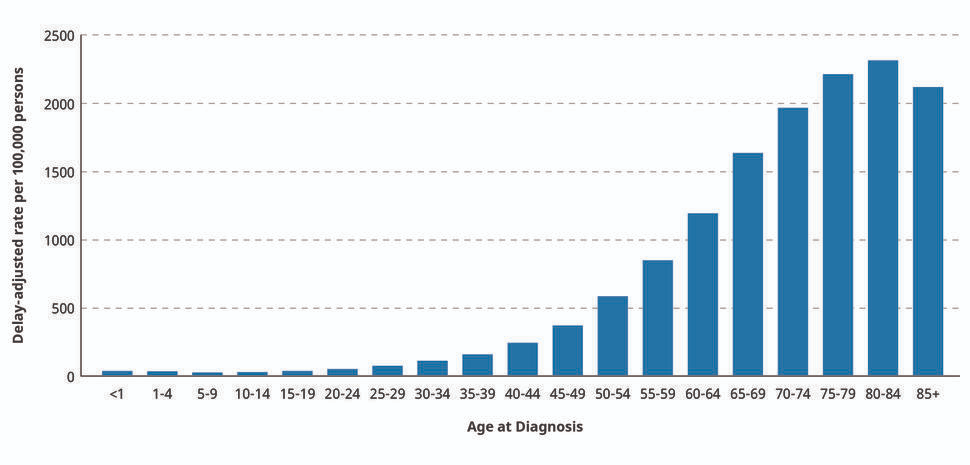 Delay-adjusted rate per 100,000 persons
2500
2000
1500
1000
500
0
<1 1-4 5-9 10-14 15-19 20-24 25-29 30-34 35-39 40-44 45-49 50-54 55-59 60-64 65-69 70-74 75-79 80-84 85+
Age at Diagnosis